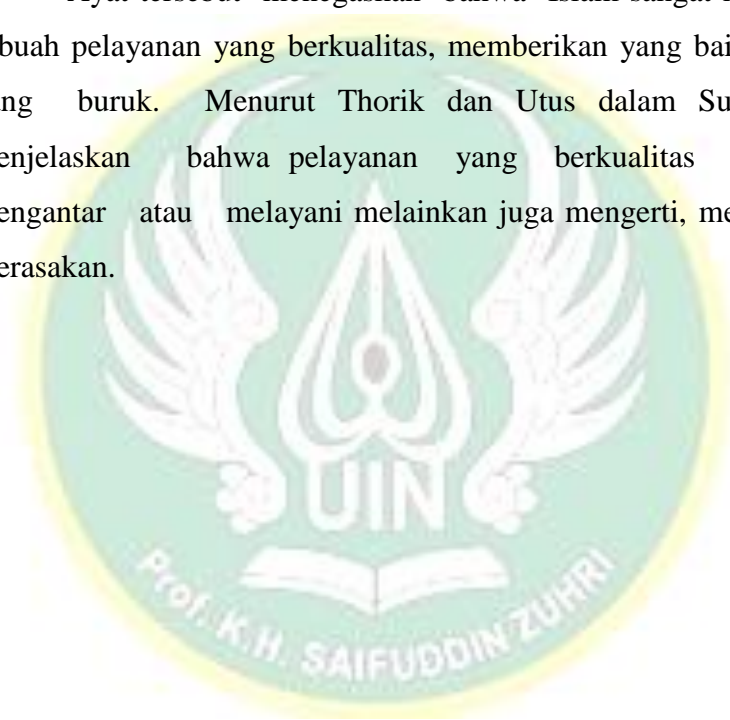 Ayat tersebut menegaskan bahwa Islam sangat
buah pelayanan yang berkualitas, memberikan yang bai
ng buruk. Menurut Thorik dan Utus dalam Su
enjelaskan bahwa pelayanan yang berkualitas
engantar atau melayani melainkan juga mengerti, me
erasakan.
UIN
Prof. K.H. SAIFUDDIN ZUHRI